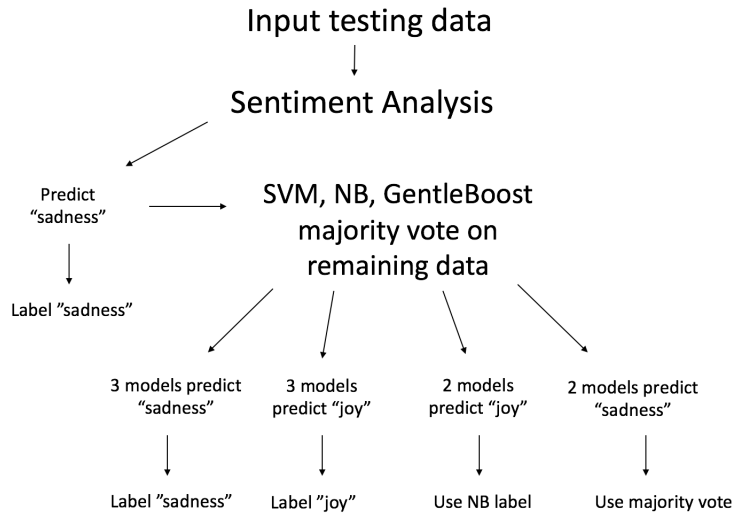 Input testing data
Sentiment Analysis
Predict
“sadness”
SVM, NB, GentleBoost
majority vote on
remaining data
Label ”sadness”
3 models predict
“sadness”
3 models
predict “joy”
2 models
predict “joy”
2 models predict
“sadness”
Label ”sadness”
Label ”joy”
Use NB label
Use majority vote